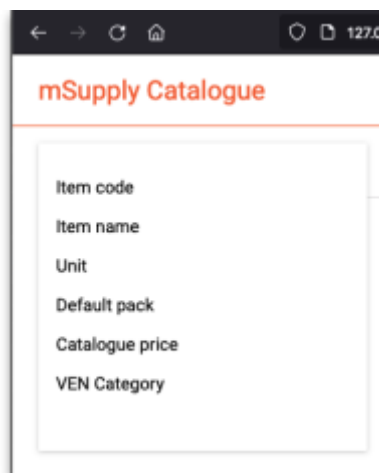 127.0
mSupply Catalogue
Item code
Item name
Unit
Default pack
Catalogue price
VEN Category